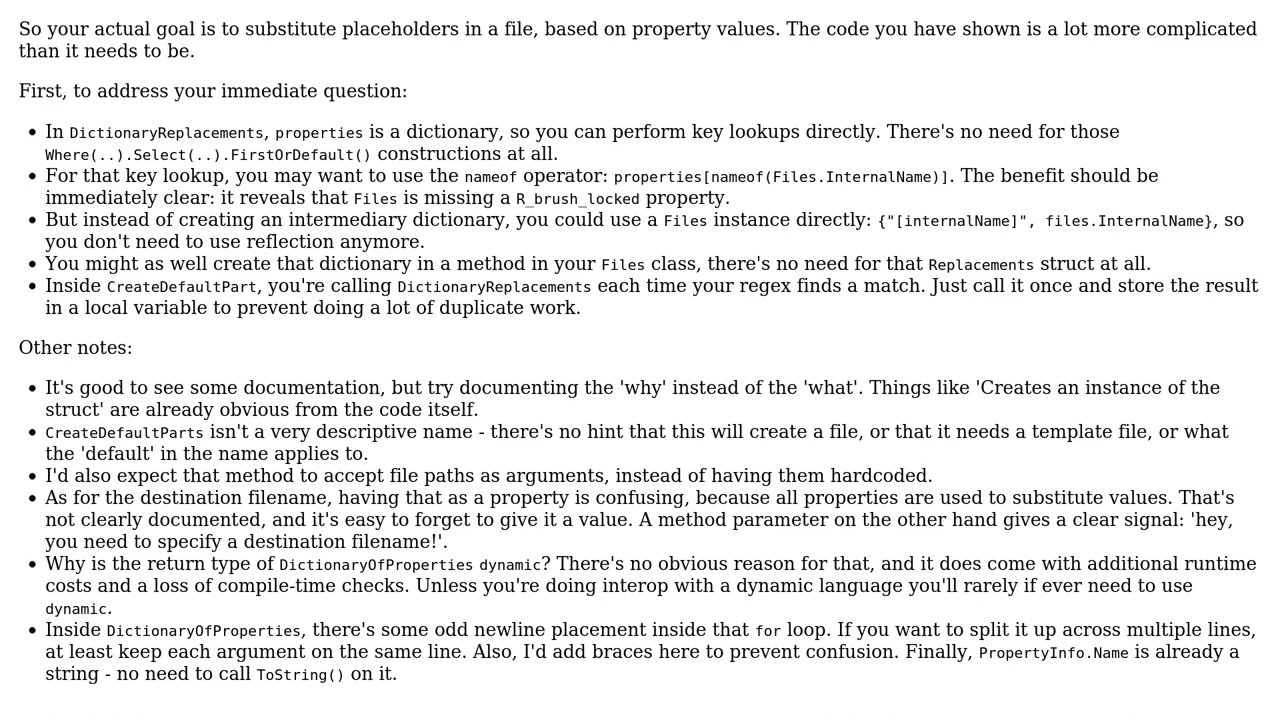 So your actual goal is to substitute placeholders in a file, based on property values. The code you have shown is a lot more complicated
than it needs to be.
First, to address your immediate question:
• In DictionaryReplacements, properties is a dictionary, so you can perform key lookups directly. There's no need for those
Where(..).Select(..).FirstOrDefault() constructions at all.
• For that key lookup, you may want to use the nameof operator: properties[nameof(Files.InternalName)]. The benefit should be
immediately clear: it reveals that Files is missing a R_brush_locked property.
• But instead of creating an intermediary dictionary, you could use a Files instance directly: {"[internalName]", files.InternalName}, so
you don't need to use reflection anymore.
• You might as well create that dictionary in a method in your Files class, there's no need for that Replacements struct at all.
• Inside CreateDefaultPart, you're calling DictionaryReplacements each time your regex finds a match. Just call it once and store the result
in a local variable to prevent doing a lot of duplicate work.
Other notes:
• It's good to see some documentation, but try documenting the 'why' instead of the 'what'. Things like 'Creates an instance of the
struct' are already obvious from the code itself.
• CreateDefaultParts isn't a very descriptive name - there's no hint that this will create a file, or that it needs a template file, or what
the 'default' in the name applies to.
• I'd also expect that method to accept file paths as arguments, instead of having them hardcoded.
• As for the destination filename, having that as a property is confusing, because all properties are used to substitute values. That's
not clearly documented, and it's easy to forget to give it a value. A method parameter on the other hand gives a clear signal: 'hey,
you need to specify a destination filename!'.
• Why is the return type of DictionaryOfProperties dynamic? There's no obvious reason for that, and it does come with additional runtime
costs and a loss of compile-time checks. Unless you're doing interop with a dynamic language you'll rarely if ever need to use
dynamic.
• Inside DictionaryOfProperties, there's some odd newline placement inside that for loop. If you want to split it up across multiple lines,
at least keep each argument on the same line. Also, I'd add braces here to prevent confusion. Finally, PropertyInfo.Name is already a
string - no need to call ToString() on it.